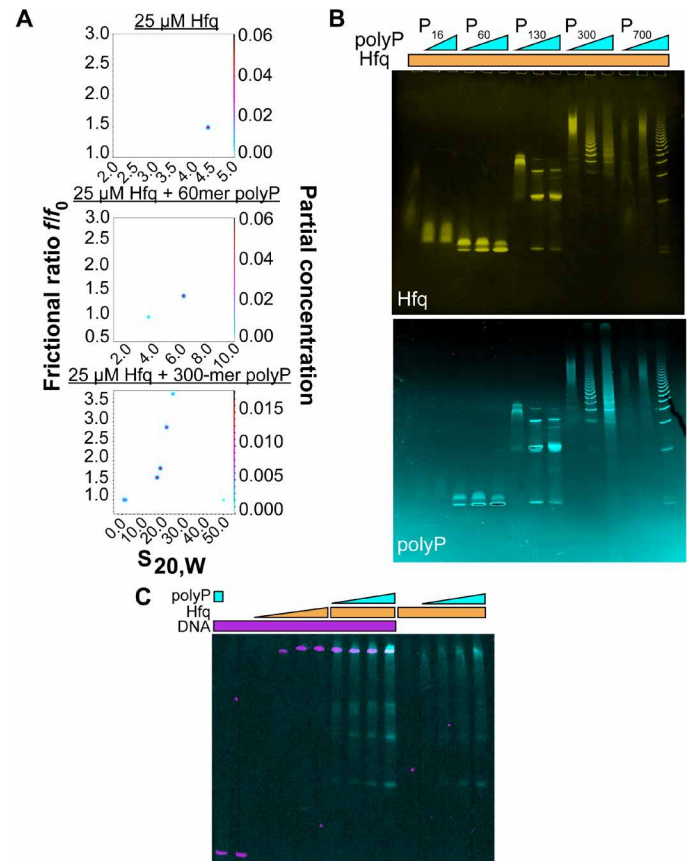 A
25 µM Hfq
3.0
2.5
2.0
1.5
1.0
0.06
0.04
0.02
0.00
2.0 2.5 3.0 3.5 4.0 4.5 5.0
25 µM Hfq + 60mer polyP
3.0
2.5
2.0
1.5
1.0
0.5
0.06
0.04
0.02
0.00
2.0 4.0 6.0 8.0 10.0
25 µM Hfq + 300-mer polyP
3.5
3.0
2.5
2.0
1.5
1.0
0.015
0.010
0.005
0.000
0.0 10.0 20.0 30.0 40.0 50.0
Frictional ratio f/f0
Partial concentration
S20,W
B
P16 P60 P130 P300 P700
polyP
Hfq
Hfq
polyP
C
polyP
Hfq
DNA